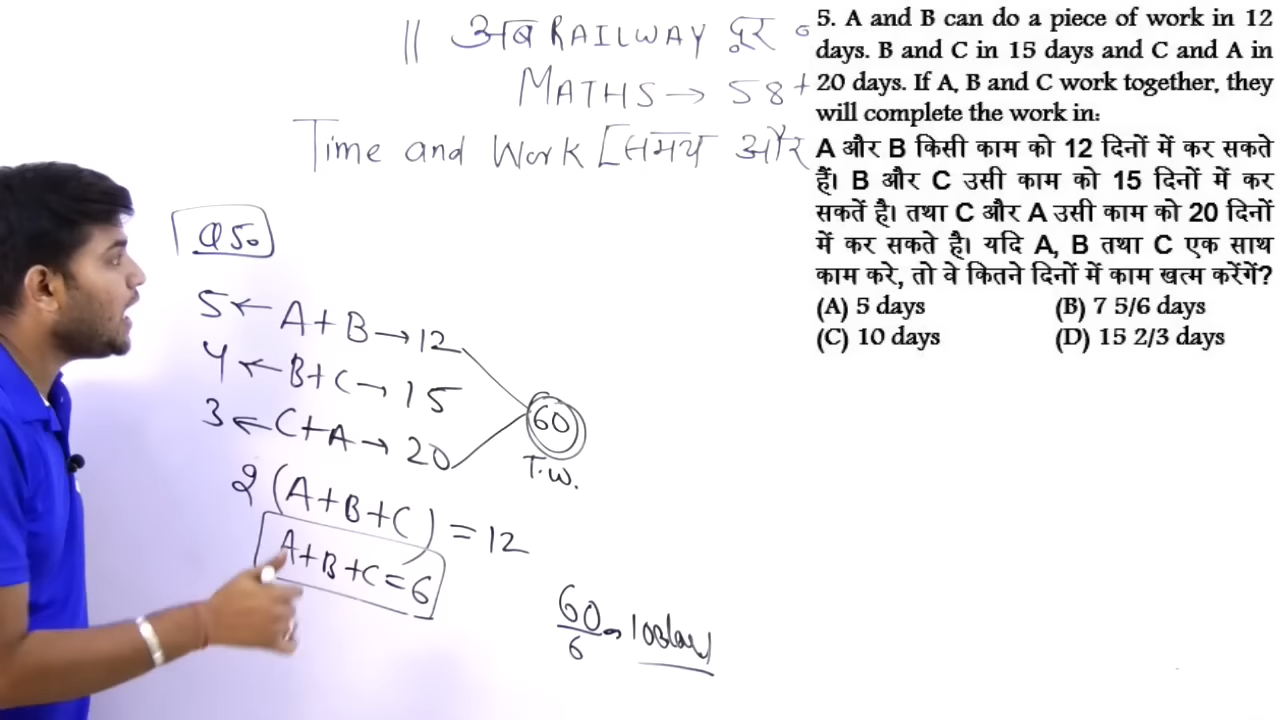 || अब RAILWAY दूर
MATHS → 58+
Time and Work [समय और
5. A and B can do a piece of work in 12
days. B and C in 15 days and C and A in
20 days. If A, B and C work together, they
will complete the work in:
A और B किसी काम को 12 दिनों में कर सकते
हैं। B और C उसी काम को 15 दिनों में कर
सकतें है। तथा C और A उसी काम को 20 दिनों
में कर सकते है। यदि A, B तथा C एक साथ
काम करे, तो वे कितने दिनों में काम खत्म करेंगें?
(A) 5 days (B) 7 5/6 days
(C) 10 days (D) 15 2/3 days
5 ← A+B → 12
4 ← B+C → 15
3 ← C+A → 20
60
T.W.
2 (A+B+C) = 12
A+B+C = 6
60
6